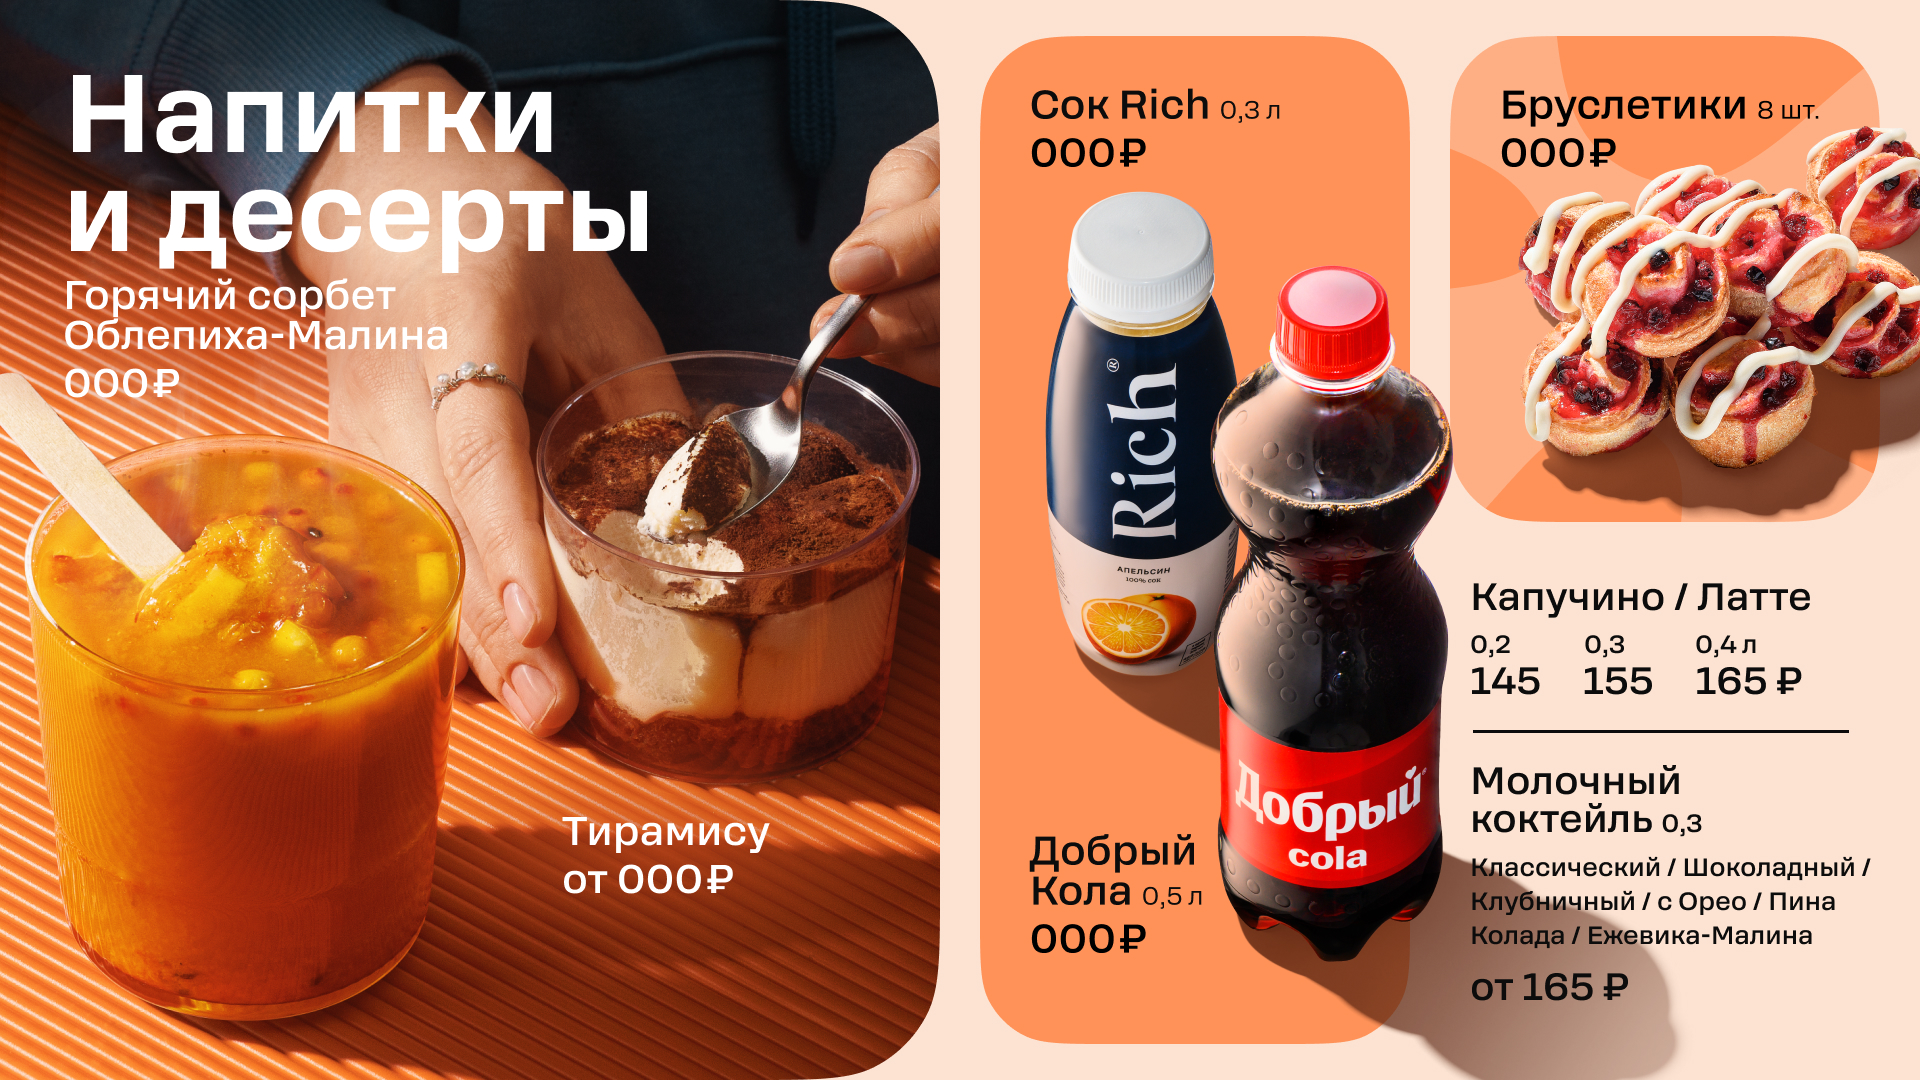 Напитки
и десерты
Горячий сорбет
Облепиха-Малина
000₽
Тирамису
от 000₽
Сок Rich 0,3 л
000₽
Rich®
АПЕЛЬСИН
100% сок
Добрый
cola
Добрый
Кола 0,5 л
000₽
Бруслетики 8 шт.
000₽
Капучино / Латте
0,2 0,3 0,4 л
145 155 165 ₽
Молочный
коктейль 0,3
Классический / Шоколадный /
Клубничный / с Орео / Пина
Колада / Ежевика-Малина
от 165 ₽